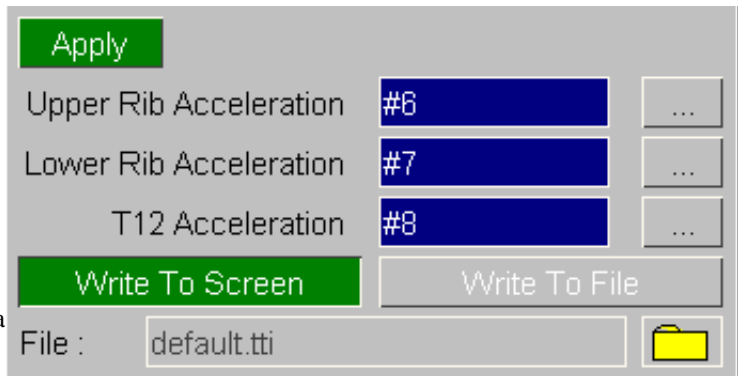 Apply
Upper Rib Acceleration #6 ...
Lower Rib Acceleration #7 ...
T12 Acceleration #8 ...
Write To Screen Write To File
a
File : default.tti